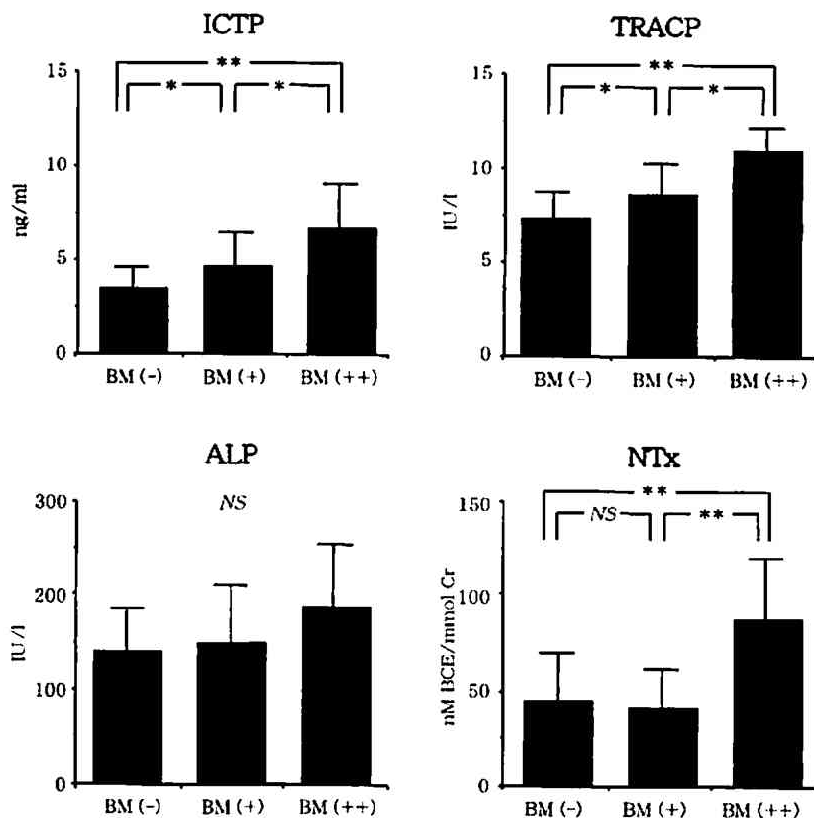 ICTP
15
10
5
0
ng/ml
**
*
*
BM (-)
BM (+)
BM (++)
TRACP
15
10
5
0
IU/l
**
*
*
BM (-)
BM (+)
BM (++)
ALP
300
200
100
0
IU/l
NS
BM (-)
BM (+)
BM (++)
NTx
150
100
50
0
nM BCE/mmol Cr
**
NS
**
BM (-)
BM (+)
BM (++)